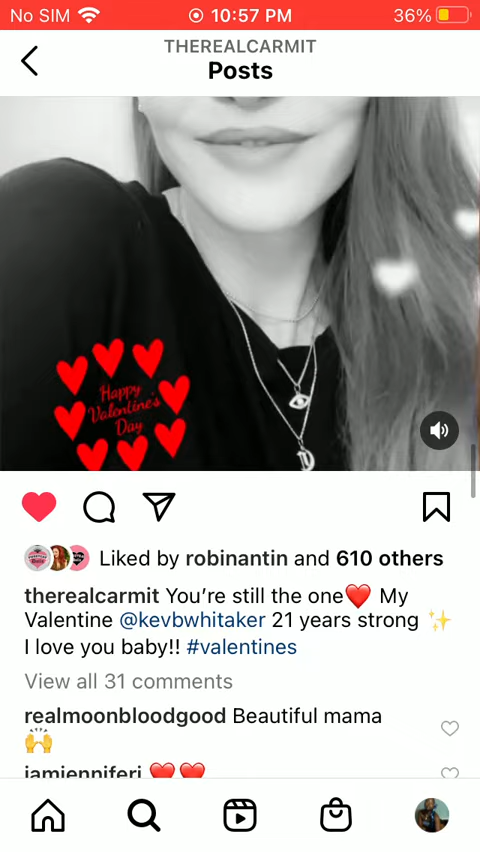 No SIM 10:57 PM 36%
THEREALCARMIT
Posts
Happy
Valentine's
Day
Liked by robinantin and 610 others
therealcarmit You're still the one❤️ My
Valentine @kevbwhitaker 21 years strong ✨
I love you baby!! #valentines
View all 31 comments
realmoonbloodgood Beautiful mama
🙌
iamjenniferj ❤️❤️